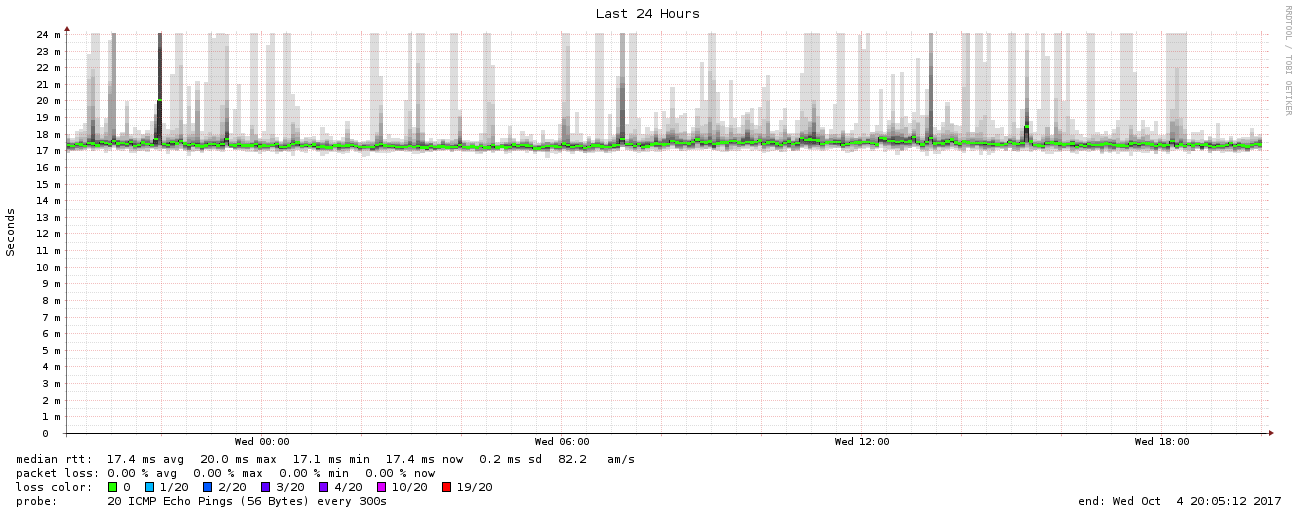 Last 24 Hours
RRDTOOL / TOBI OETIKER
24 m
23 m
22 m
21 m
20 m
19 m
18 m
17 m
16 m
15 m
14 m
13 m
12 m
11 m
10 m
9 m
8 m
7 m
6 m
5 m
4 m
3 m
2 m
1 m
0
Seconds
Wed 00:00 Wed 06:00 Wed 12:00 Wed 18:00
median rtt: 17.4 ms avg 20.0 ms max 17.1 ms min 17.4 ms now 0.2 ms sd 82.2 am/s
packet loss: 0.00 % avg 0.00 % max 0.00 % min 0.00 % now
loss color: 0 1/20 2/20 3/20 4/20 10/20 19/20
probe: 20 ICMP Echo Pings (56 Bytes) every 300s end: Wed Oct 4 20:05:12 2017